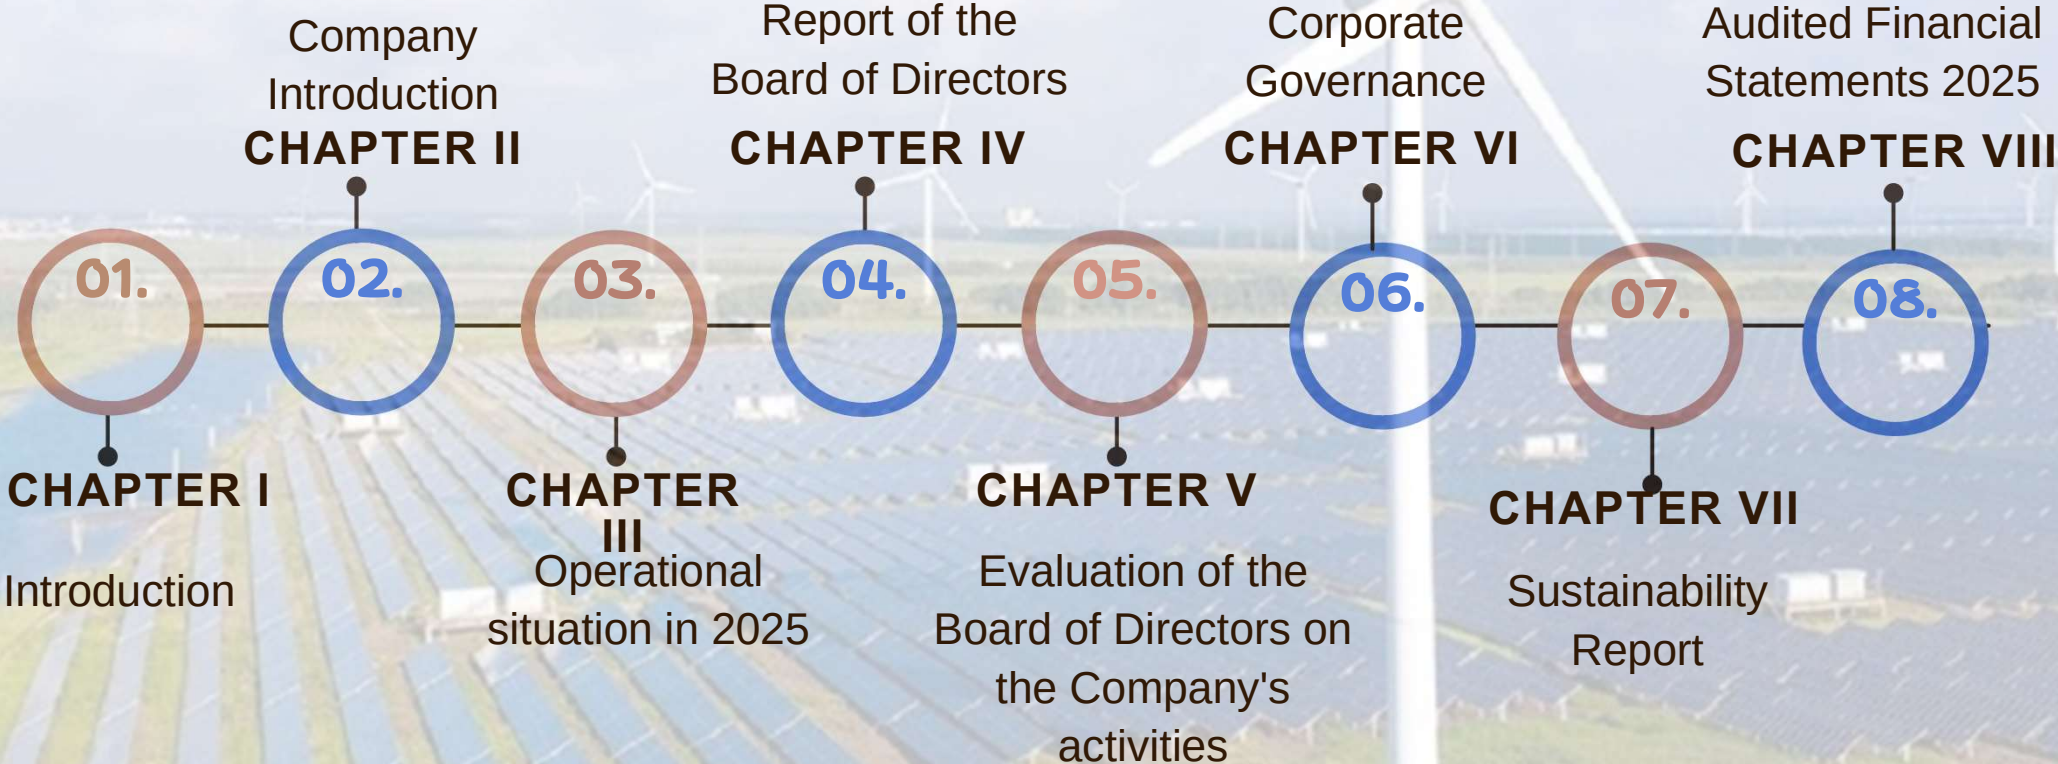 Company
Introduction
CHAPTER II
Report of the
Board of Directors
CHAPTER IV
Corporate
Governance
CHAPTER VI
Audited Financial
Statements 2025
CHAPTER VIII
01.
02.
03.
04.
05.
06.
07.
08.
CHAPTER I
Introduction
CHAPTER
III
Operational
situation in 2025
CHAPTER V
Evaluation of the
Board of Directors on
the Company's
activities
CHAPTER VII
Sustainability
Report